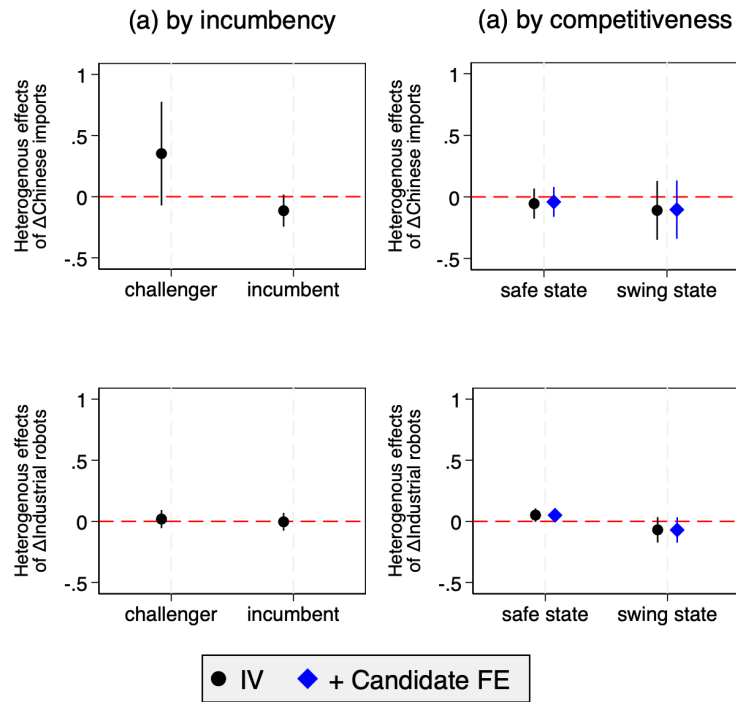 (a) by incumbency
(a) by competitiveness
Heterogenous effects
of ΔChinese imports
1
.5
0
-.5
challenger
incumbent
Heterogenous effects
of ΔChinese imports
1
.5
0
-.5
safe state
swing state
Heterogenous effects
of ΔIndustrial robots
1
.5
0
-.5
challenger
incumbent
Heterogenous effects
of ΔIndustrial robots
1
.5
0
-.5
safe state
swing state
IV
+ Candidate FE